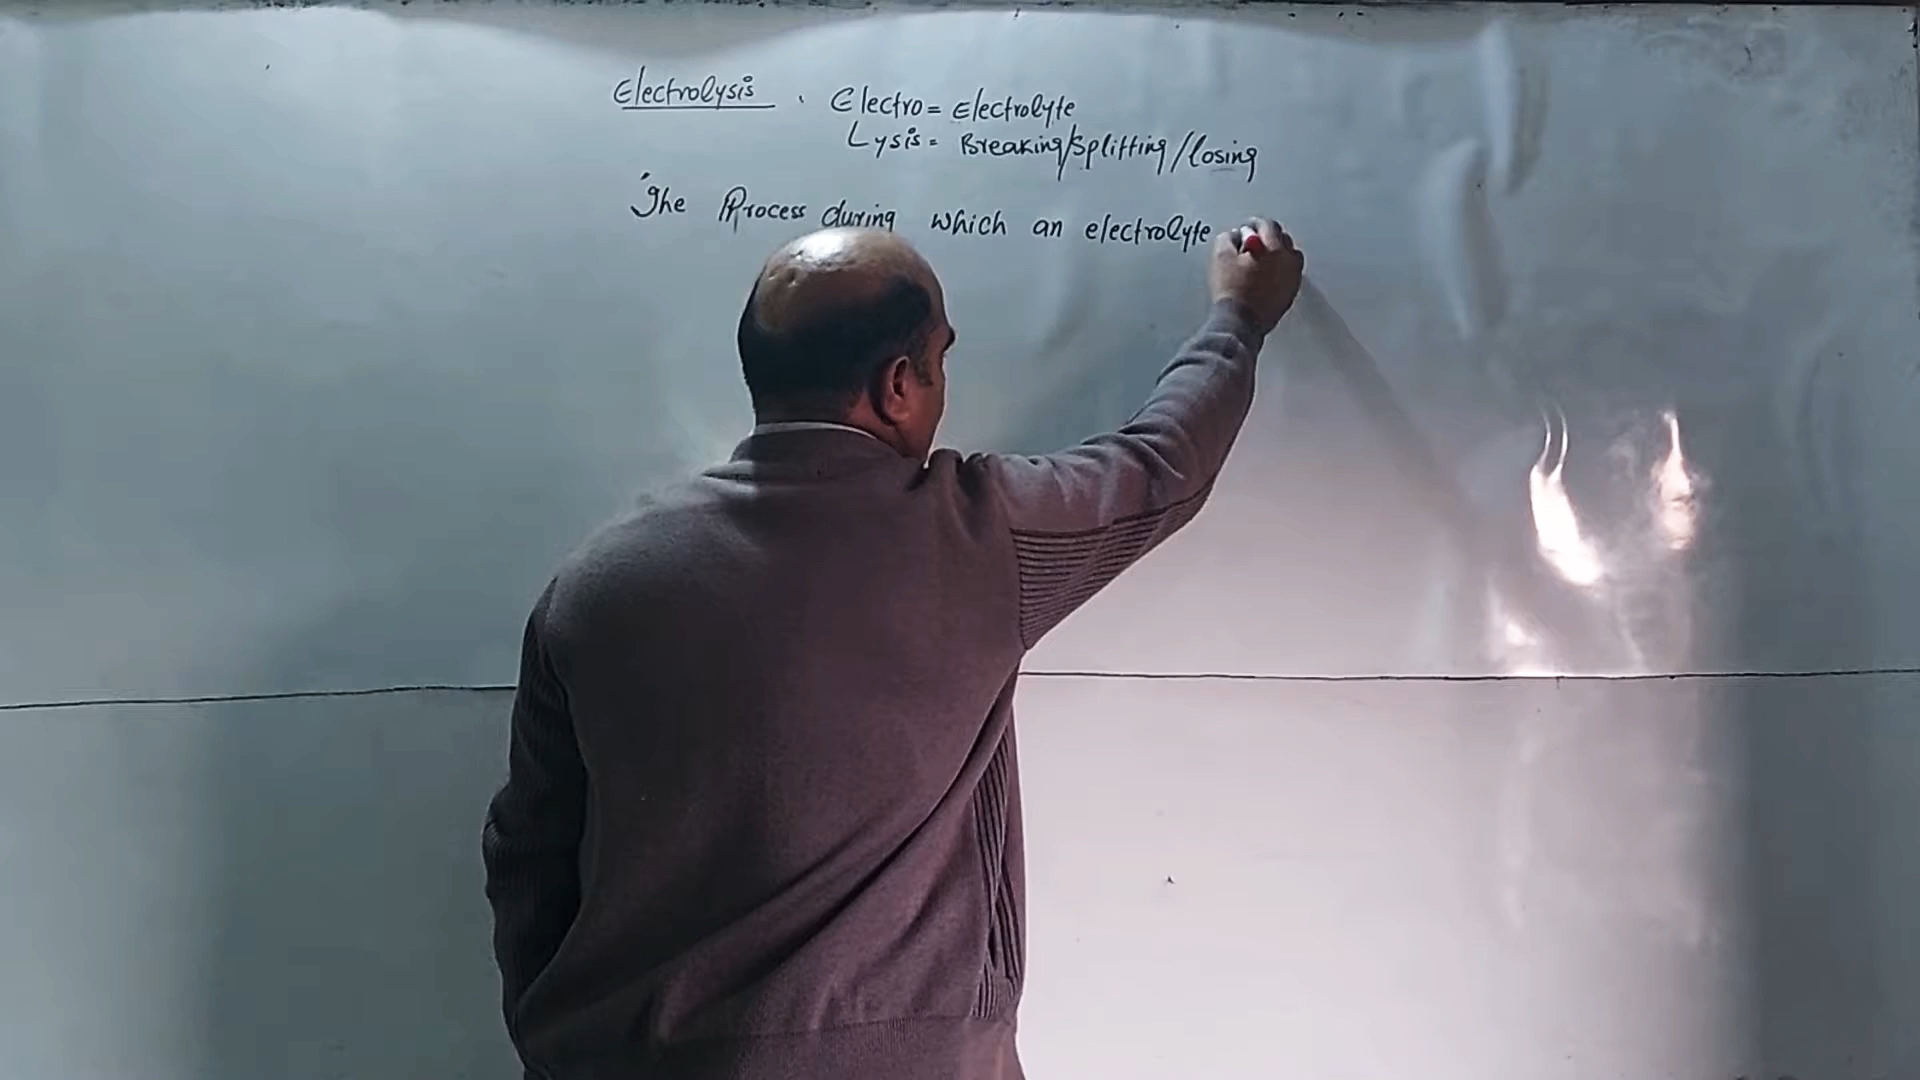 Electrolysis . Electro = Electrolyte
Lysis = Breaking/Splitting/losing
The Process during which an electrolyte